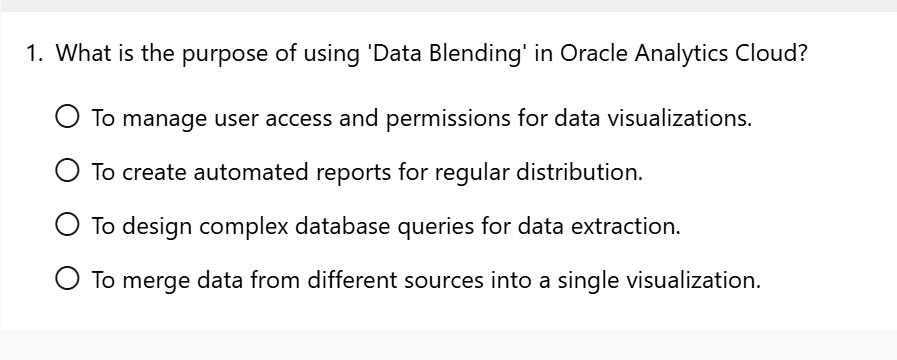 1. What is the purpose of using 'Data Blending' in Oracle Analytics Cloud?
To manage user access and permissions for data visualizations.
To create automated reports for regular distribution.
To design complex database queries for data extraction.
To merge data from different sources into a single visualization.